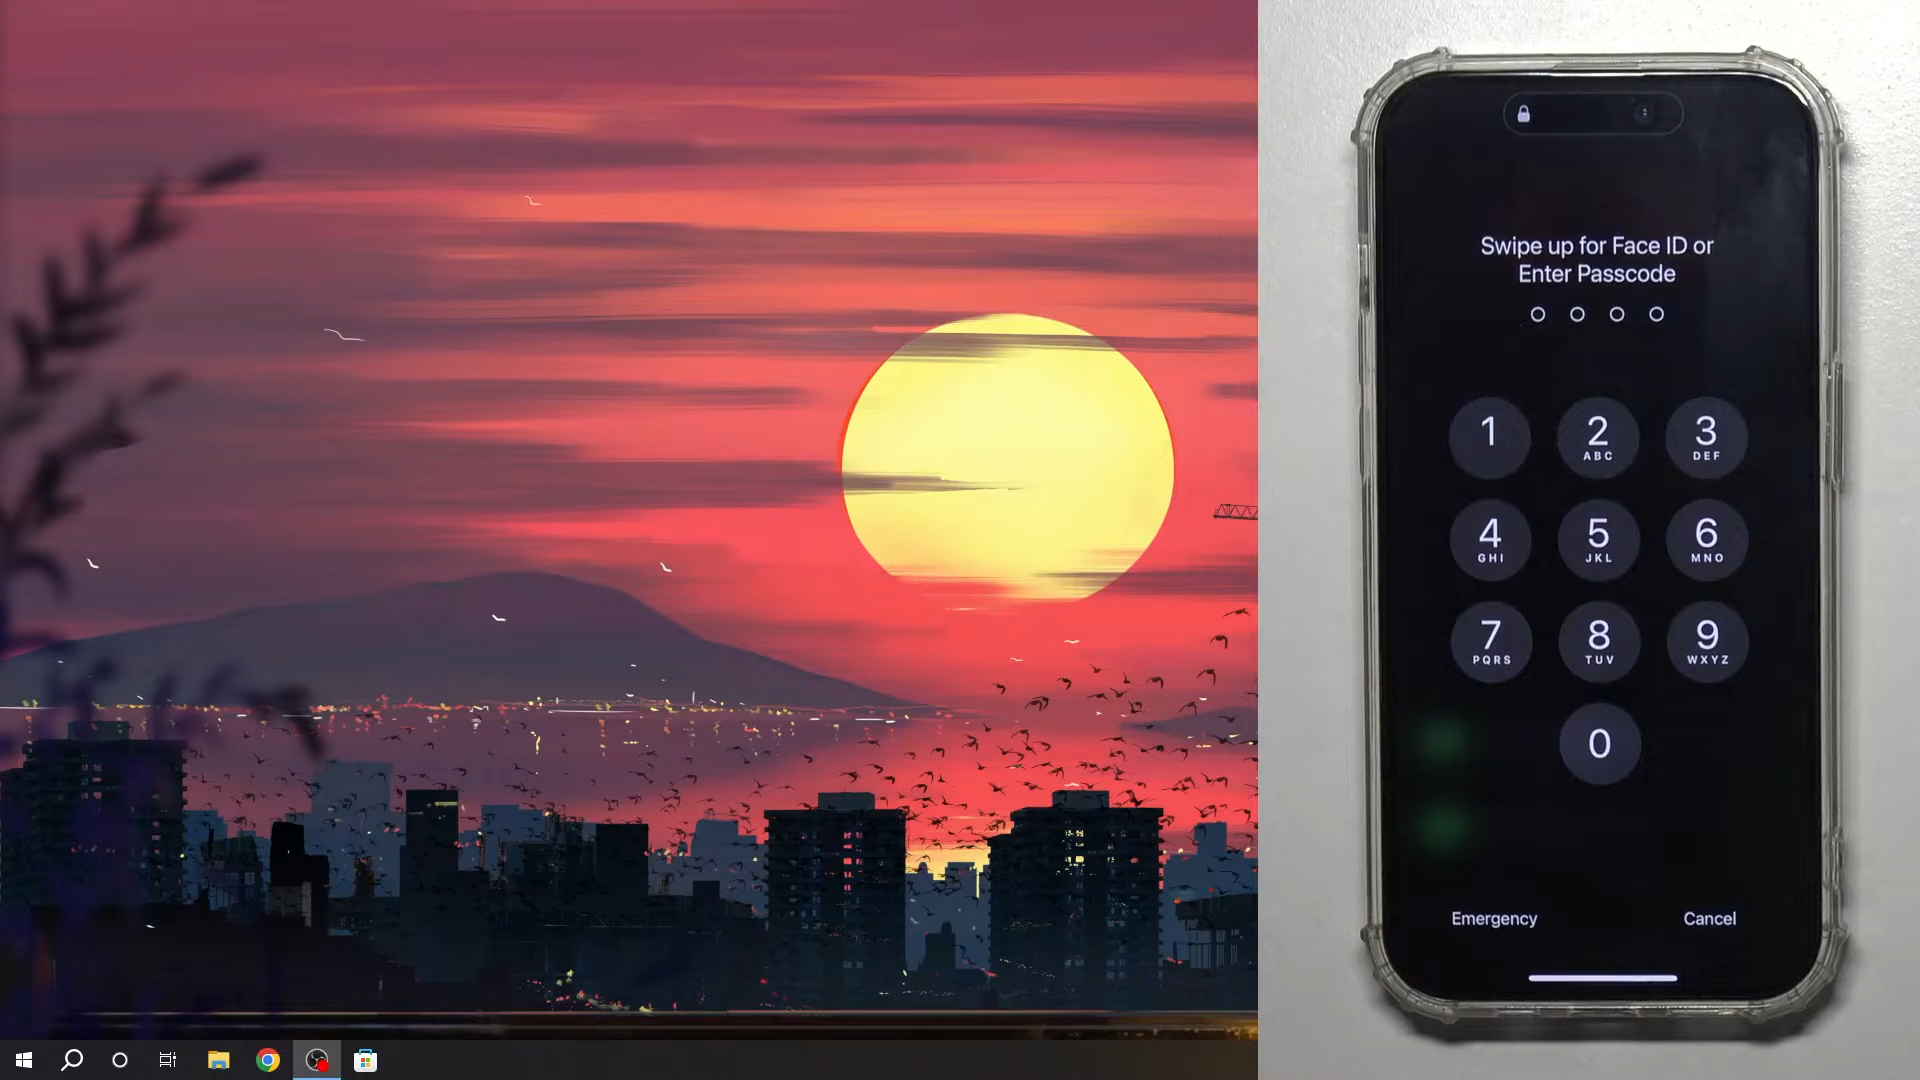 Swipe up for Face ID or
Enter Passcode
1
2
ABC
3
DEF
4
GHI
5
JKL
6
MNO
7
PQRS
8
TUV
9
WXYZ
0
Emergency
Cancel